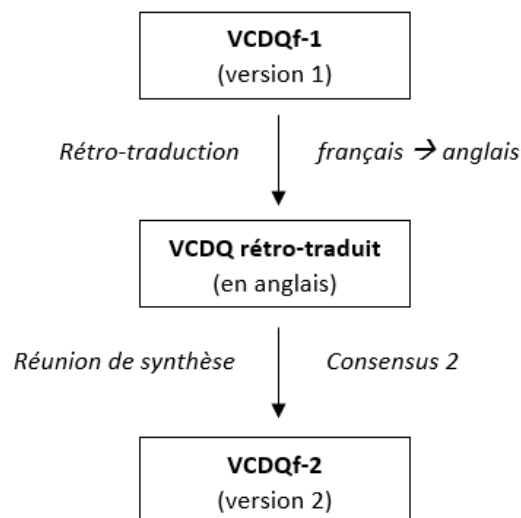 VCDQf-1
(version 1)
Rétro-traduction français → anglais
VCDQ rétro-traduit
(en anglais)
Réunion de synthèse Consensus 2
VCDQf-2
(version 2)